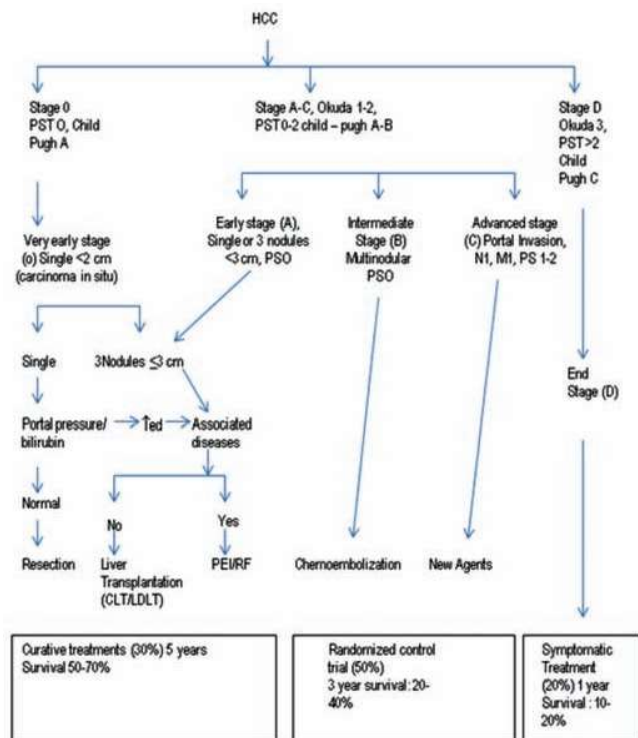 HCC
Stage 0
PST 0, Child
Pugh A
Stage A-C, Okuda 1-2,
PST 0-2 child – pugh A-B
Stage D
Okuda 3,
PST>2
Child
Pugh C
Very early stage
(o) Single <2 cm
(carcinoma in situ)
Early stage (A),
Single or 3 nodules
<3 cm, PSO
Intermediate
Stage (B)
Multinodular
PSO
Advanced stage
(C) Portal Invasion,
N1, M1, PS 1-2
Single
3Nodules ≤3 cm
End
Stage (D)
Portal pressure/
bilirubin
↑ed
Associated
diseases
Normal
No
Yes
Resection
Liver
Transplantation
(CLT/LDLT)
PEI/RF
Chemoembolization
New Agents
Curative treatments (30%) 5 years
Survival 50-70%
Randomized control
trial (50%)
3 year survival: 20-
40%
Symptomatic
Treatment
(20%) 1 year
Survival : 10-
20%